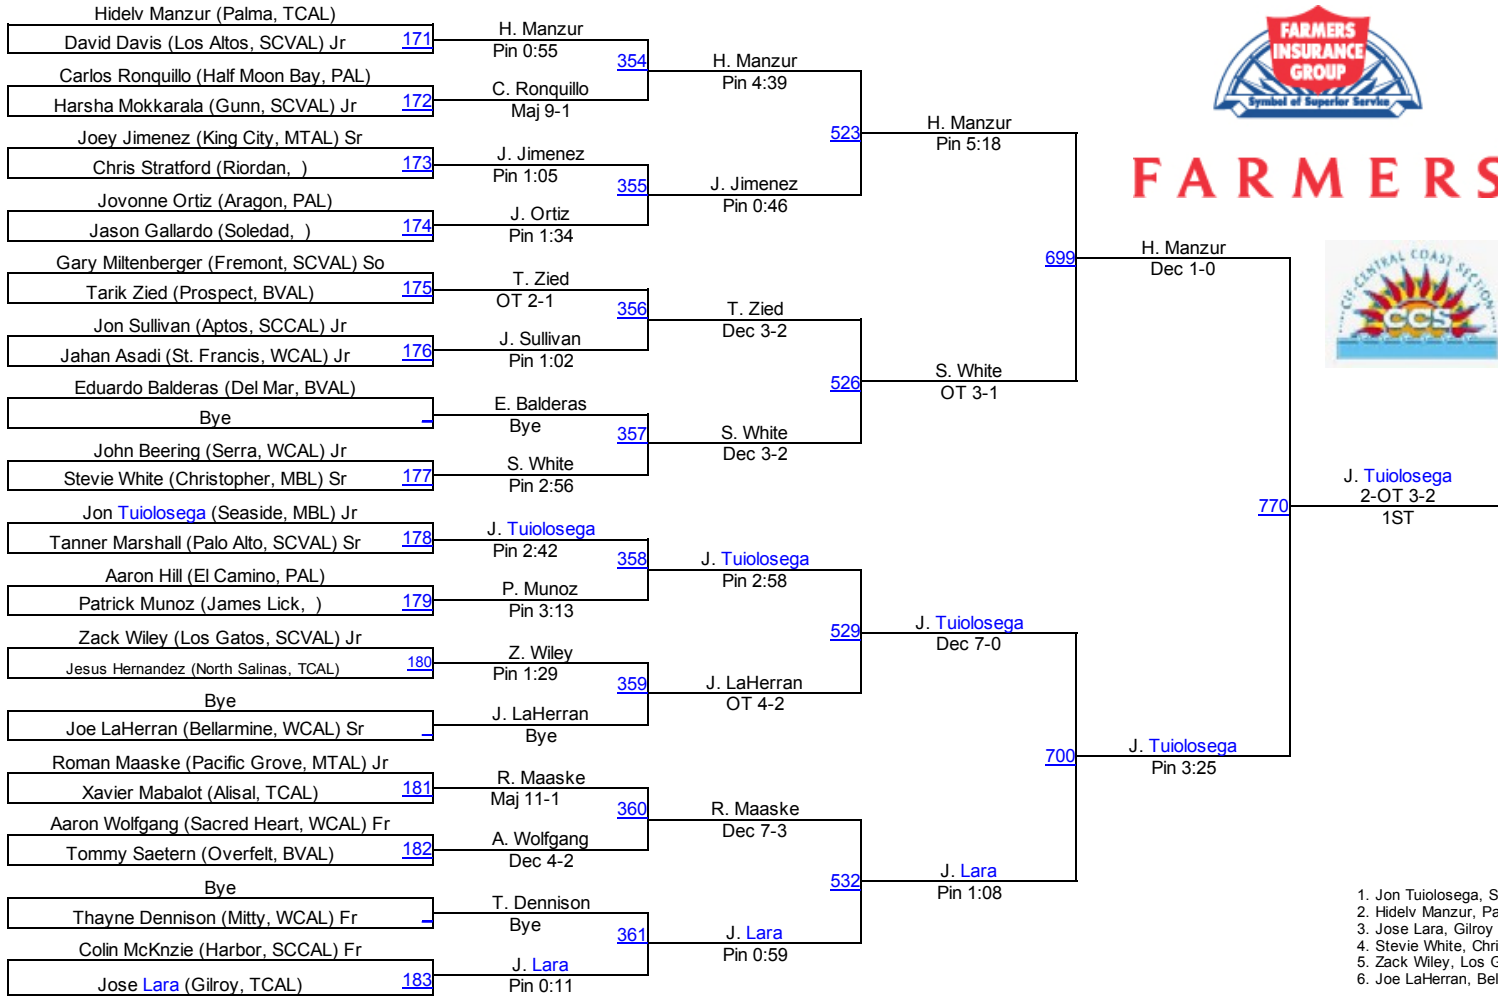 Hidelv Manzur (Palma, TCAL)
David Davis (Los Altos, SCVAL) Jr
171
Carlos Ronquillo (Half Moon Bay, PAL)
Harsha Mokkarala (Gunn, SCVAL) Jr
172
Joey Jimenez (King City, MTAL) Sr
Chris Stratford (Riordan, )
173
Jovonne Ortiz (Aragon, PAL)
Jason Gallardo (Soledad, )
174
Gary Miltenberger (Fremont, SCVAL) So
Tarik Zied (Prospect, BVAL)
175
Jon Sullivan (Aptos, SCCAL) Jr
Jahan Asadi (St. Francis, WCAL) Jr
176
Eduardo Balderas (Del Mar, BVAL)
Bye
John Beering (Serra, WCAL) Jr
Stevie White (Christopher, MBL) Sr
177
Jon Tuiolosega (Seaside, MBL) Jr
Tanner Marshall (Palo Alto, SCVAL) Sr
178
Aaron Hill (El Camino, PAL)
Patrick Munoz (James Lick, )
179
Zack Wiley (Los Gatos, SCVAL) Jr
Jesus Hernandez (North Salinas, TCAL)
180
Bye
Joe LaHerran (Bellarmine, WCAL) Sr
Roman Maaske (Pacific Grove, MTAL) Jr
Xavier Mabalot (Alisal, TCAL)
181
Aaron Wolfgang (Sacred Heart, WCAL) Fr
Tommy Saetern (Overfelt, BVAL)
182
Bye
Thayne Dennison (Mitty, WCAL) Fr
Colin McKnzie (Harbor, SCCAL) Fr
Jose Lara (Gilroy, TCAL)
183
H. Manzur
Pin 0:55
354
C. Ronquillo
Maj 9-1
J. Jimenez
Pin 1:05
355
J. Ortiz
Pin 1:34
T. Zied
OT 2-1
356
J. Sullivan
Pin 1:02
E. Balderas
Bye
357
S. White
Pin 2:56
J. Tuiolosega
Pin 2:42
358
P. Munoz
Pin 3:13
Z. Wiley
Pin 1:29
359
J. LaHerran
Bye
R. Maaske
Maj 11-1
360
A. Wolfgang
Dec 4-2
T. Dennison
Bye
361
J. Lara
Pin 0:11
H. Manzur
Pin 4:39
523
J. Jimenez
Pin 0:46
T. Zied
Dec 3-2
526
S. White
Dec 3-2
J. Tuiolosega
Pin 2:58
529
J. LaHerran
OT 4-2
R. Maaske
Dec 7-3
532
J. Lara
Pin 0:59
H. Manzur
Pin 5:18
699
S. White
OT 3-1
J. Tuiolosega
Dec 7-0
700
J. Lara
Pin 1:08
H. Manzur
Dec 1-0
770
J. Tuiolosega
Pin 3:25
J. Tuiolosega
2-OT 3-2
1ST
FARMERS
INSURANCE
GROUP
Symbol of Superior Service
FARMERS
CIF-CENTRAL COAST SECTION
CCS
1. Jon Tuiolosega, S
2. Hidelv Manzur, Pa
3. Jose Lara, Gilroy
4. Stevie White, Chri
5. Zack Wiley, Los G
6. Joe LaHerran, Bel